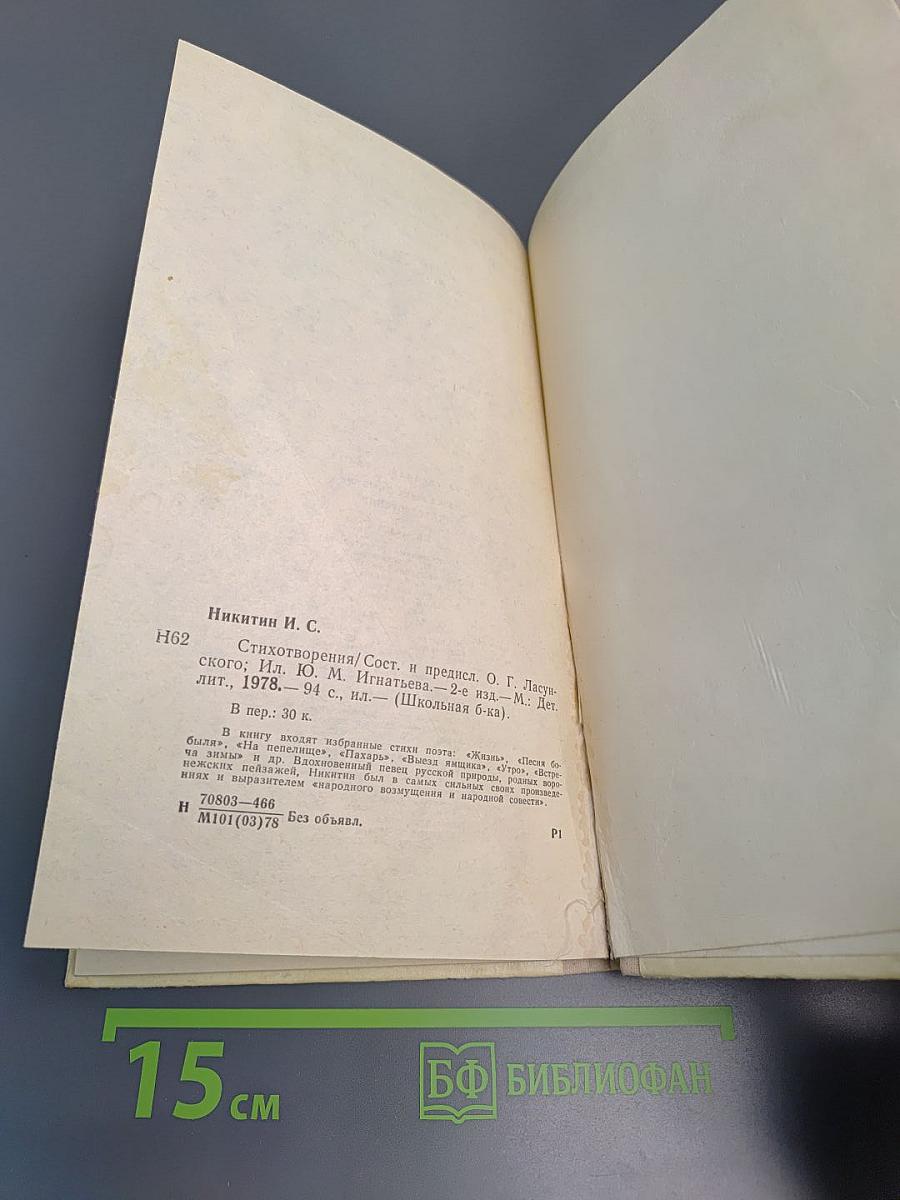 Никитин И. С.
Н62
Стихотворения/Сост. и предисл. О. Г. Ласун-
ского; Ил. Ю. М. Игнатьева.—2-е изд.—М.: Дет.
лит., 1978.— 94 с., ил.— (Школьная б-ка).
В пер.: 30 к.
В книгу входят избранные стихи поэта: «Жизнь», «Песня бо-
быля», «На пепелище», «Пахарь», «Выезд ямщика», «Утро», «Встре-
ча зимы» и др. Вдохновенный певец русской природы, родных воро-
нежских пейзажей, Никитин был в самых сильных своих произведе-
ниях и выразителем «народного возмущения и народной совести».
Н 70803—466
М101(03)78 Без объявл.
Р1
15 см
БФ БИБЛИОФАН